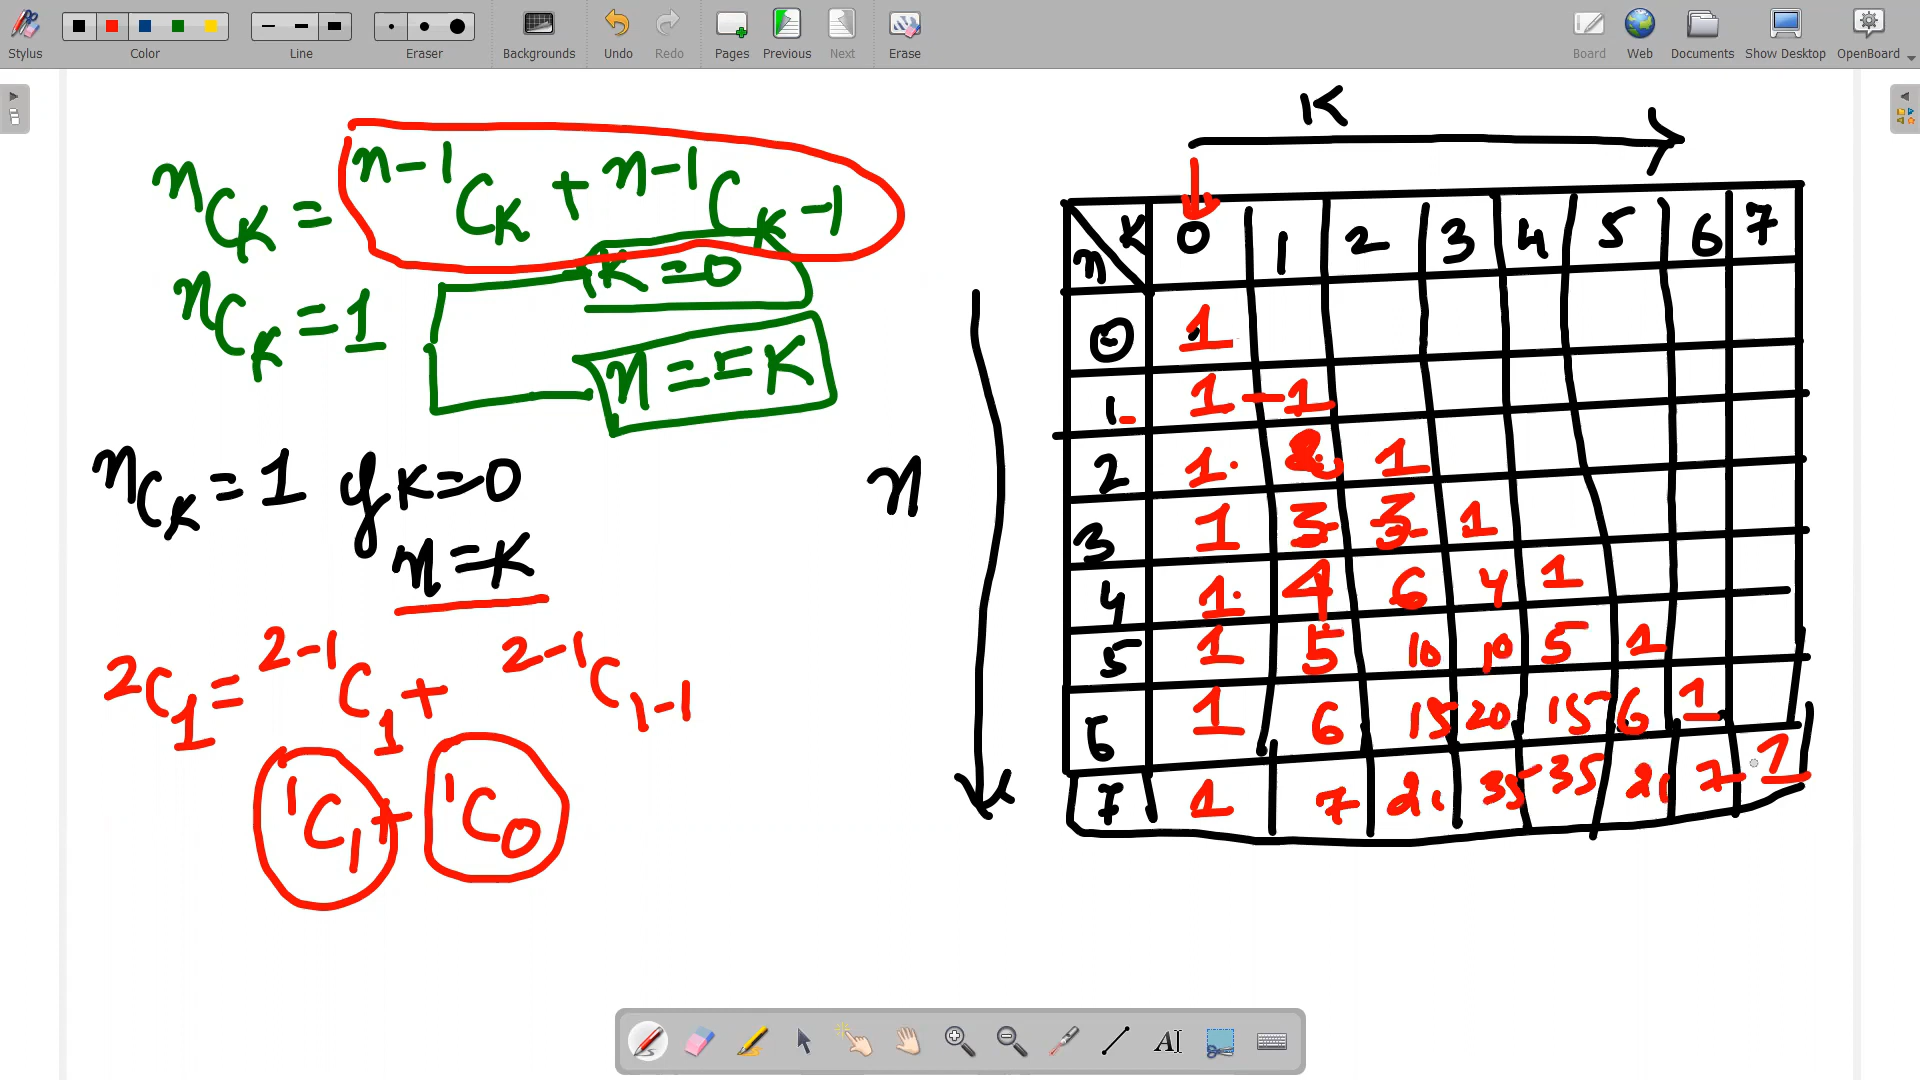 Stylus Color Line Eraser Backgrounds Undo Redo Pages Previous Next Erase Board Web Documents Show Desktop OpenBoard
nCK = n-1CK + n-1CK-1
nCK = 1
K=0
n==K
nCK = 1 if K=0
n=K
2C1 = 2-1C1 + 2-1C1-1
1C1 + 1C0
K
n
n K 0 1 2 3 4 5 6 7
0 1
1 1 1
2 1 2 1
3 1 3 3 1
4 1 4 6 4 1
5 1 5 10 10 5 1
6 1 6 15 20 15 6 1
7 1 7 21 35 35 21 7 1